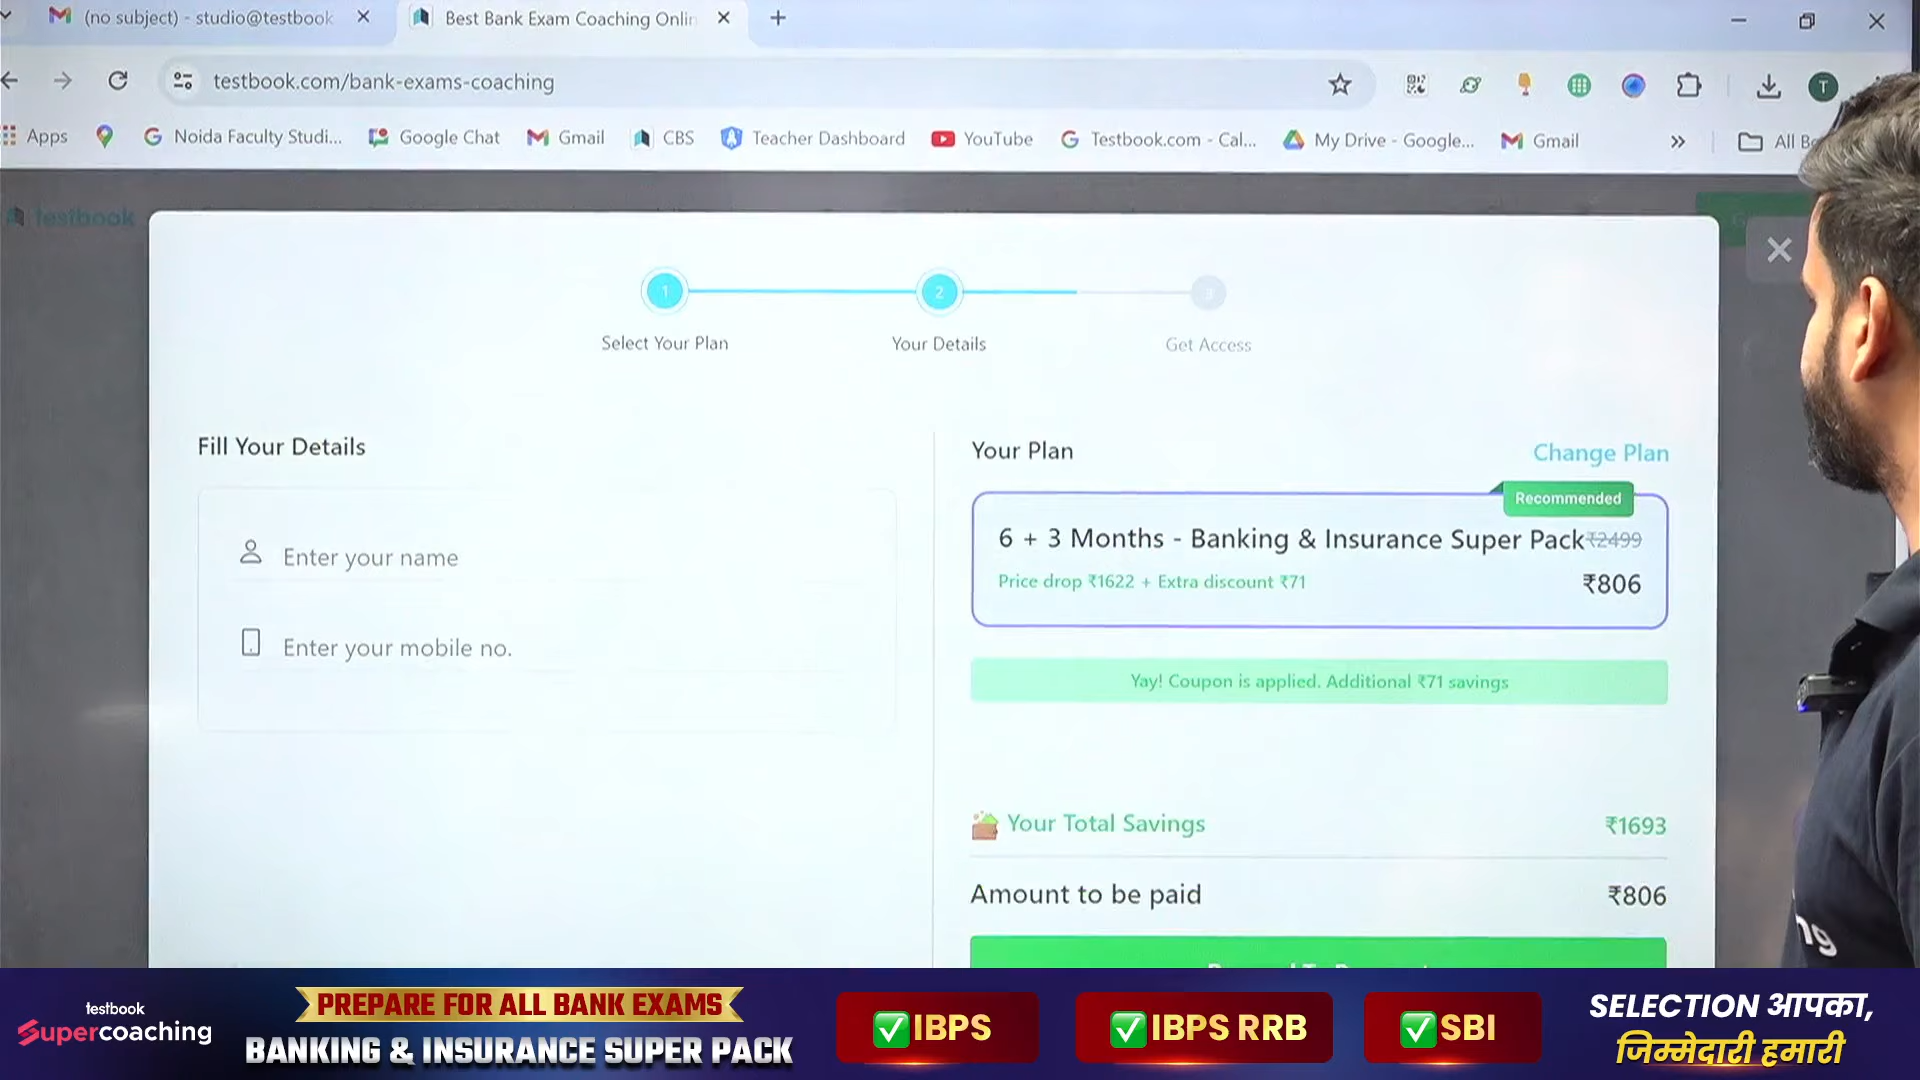 (no subject) - studio@testbook
Best Bank Exam Coaching Onlin
testbook.com/bank-exams-coaching
T
Apps
Noida Faculty Studi...
Google Chat
Gmail
CBS
Teacher Dashboard
YouTube
Testbook.com - Cal...
My Drive - Google...
Gmail
»
All Bo
testbook
1
2
3
Select Your Plan
Your Details
Get Access
Fill Your Details
Enter your name
Enter your mobile no.
Your Plan
Change Plan
Recommended
6 + 3 Months - Banking & Insurance Super Pack ₹2499
Price drop ₹1622 + Extra discount ₹71
₹806
Yay! Coupon is applied. Additional ₹71 savings
Your Total Savings
₹1693
Amount to be paid
₹806
ng
testbook
Supercoaching
PREPARE FOR ALL BANK EXAMS
BANKING & INSURANCE SUPER PACK
IBPS
IBPS RRB
SBI
SELECTION आपका,
जिम्मेदारी हमारी